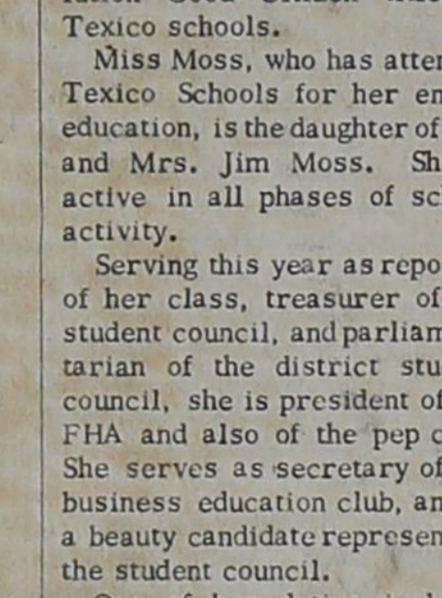 Texico schools.
Miss Moss, who has atten
Texico Schools for her en
education, is the daughter of
and Mrs. Jim Moss. Sh
active in all phases of sc
activity.
Serving this year as repo
of her class, treasurer of
student council, and parliam
tarian of the district stu
council, she is president of
FHA and also of the pep c
She serves as secretary of
business education club, an
a beauty candidate represen
the student council.